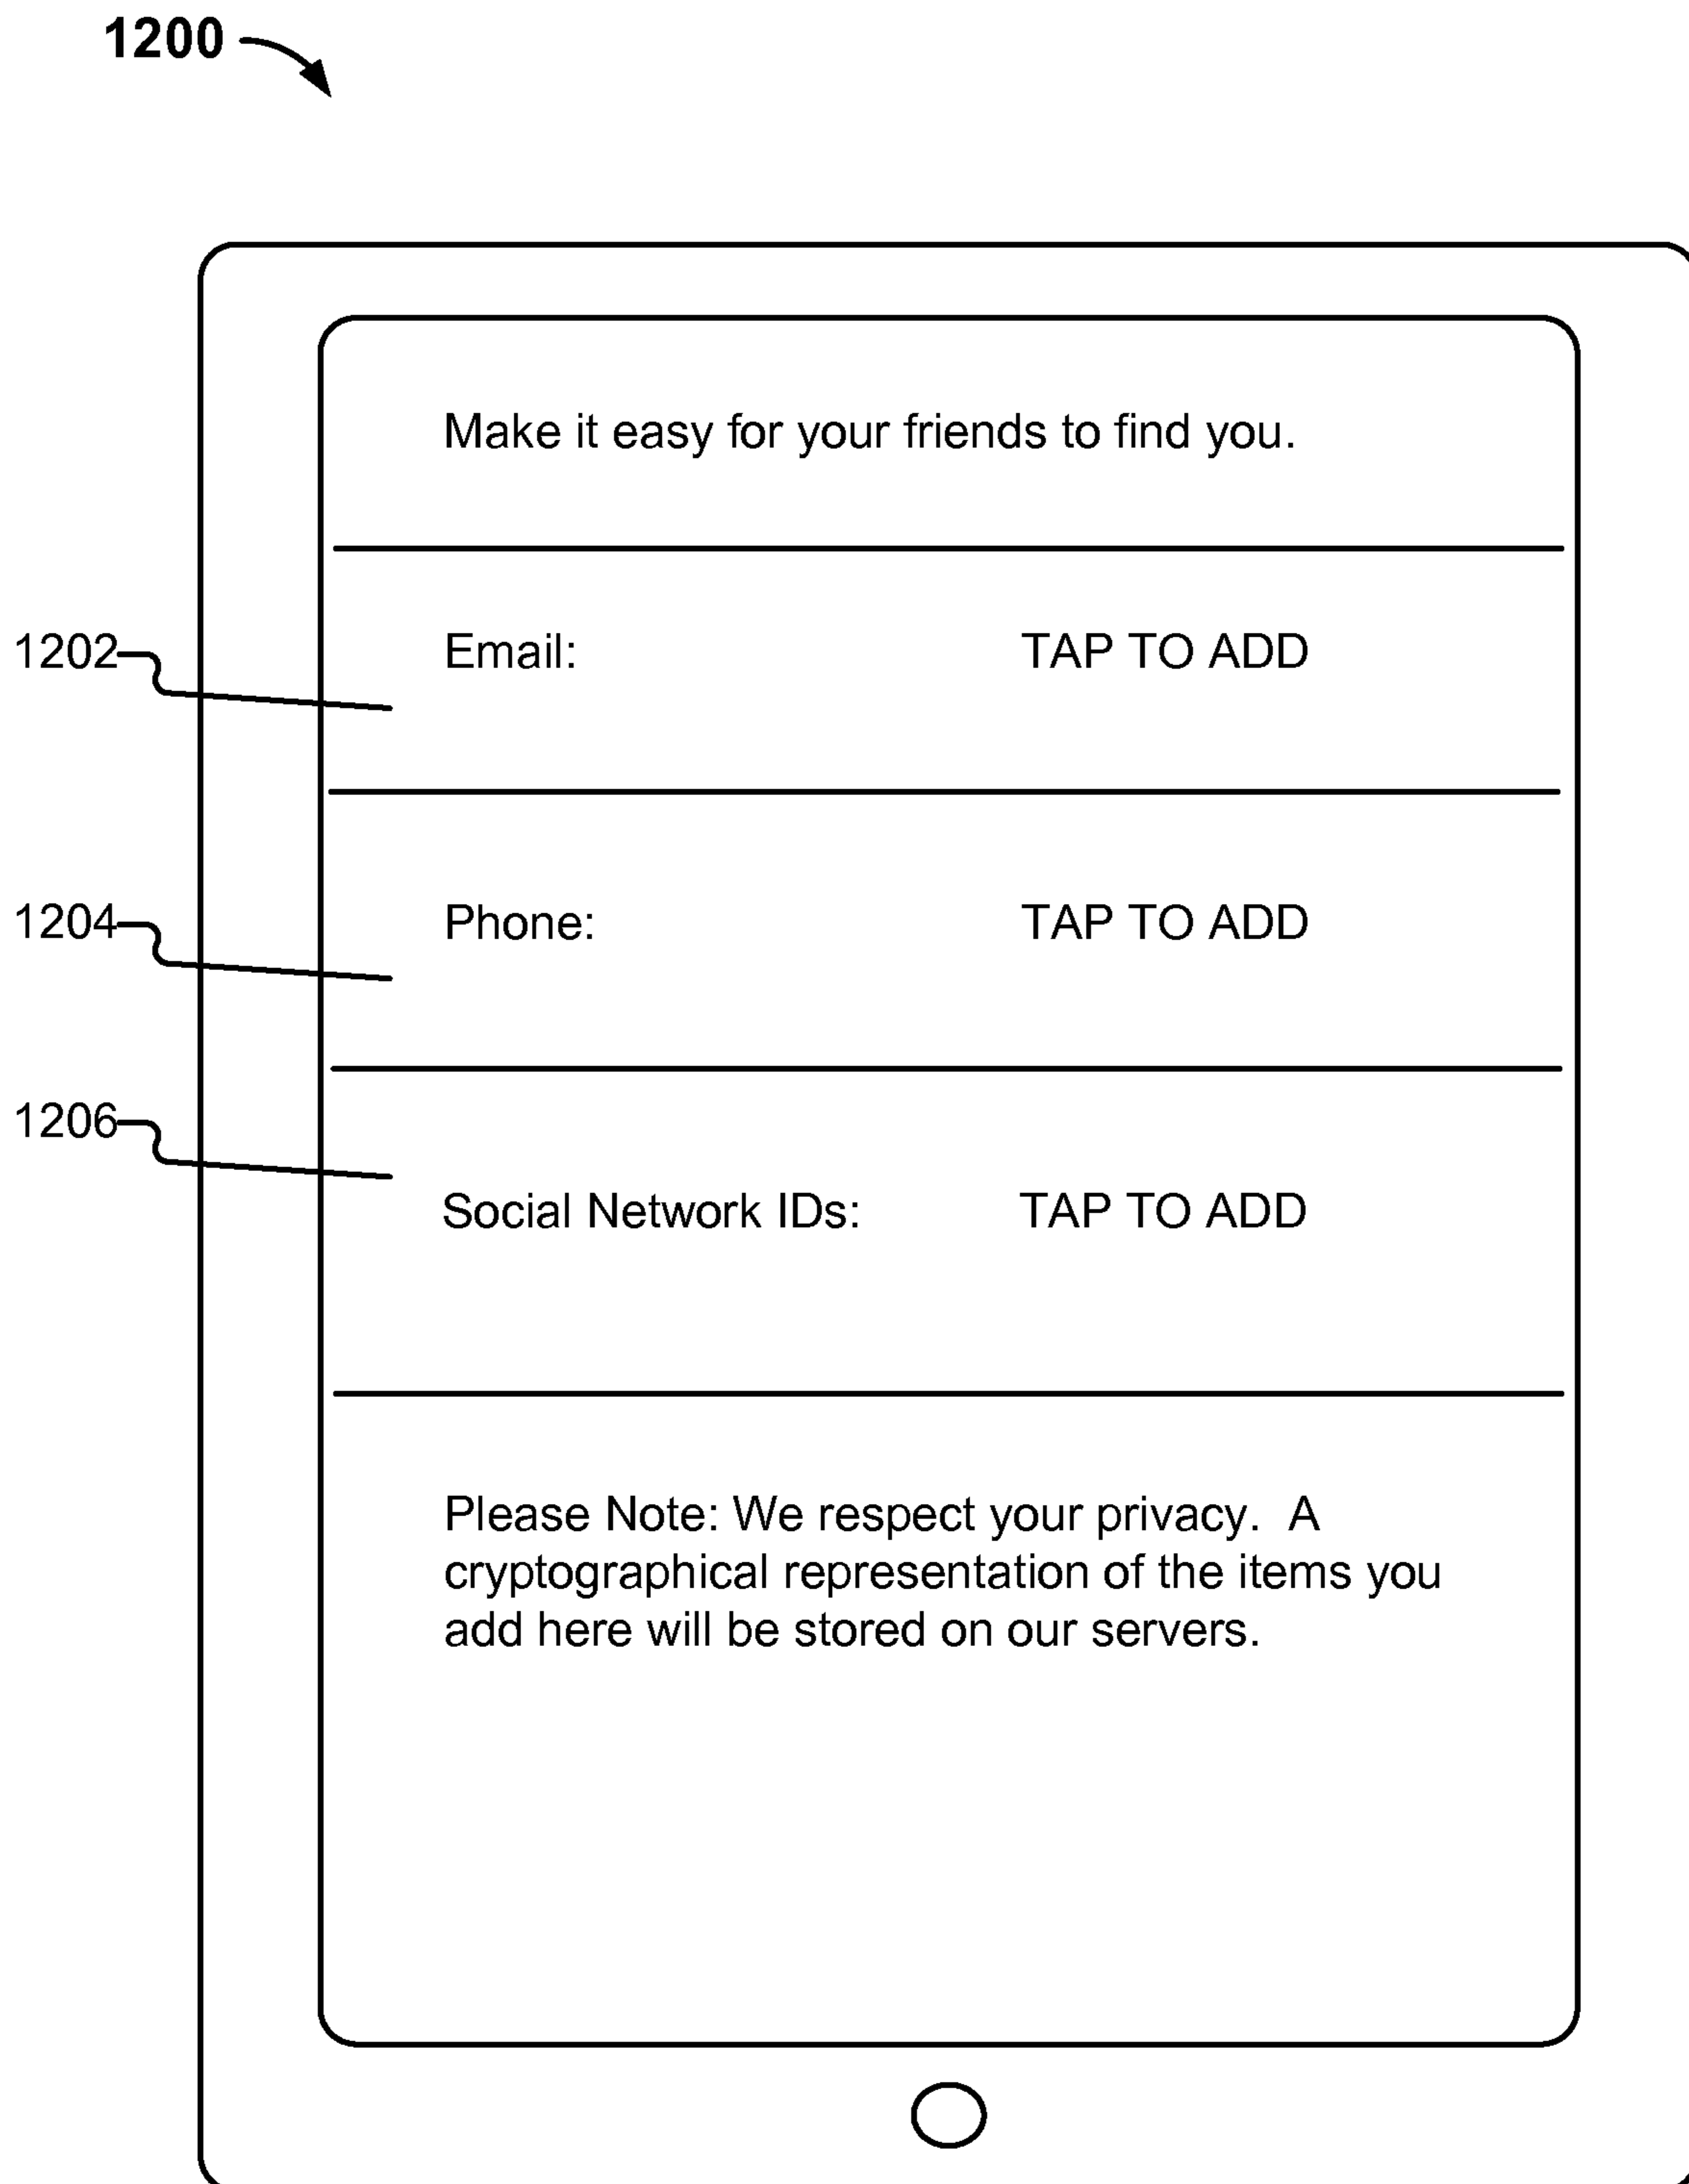 1200
Make it easy for your friends to find you.
1202 Email: TAP TO ADD
1204 Phone: TAP TO ADD
1206
Social Network IDs: TAP TO ADD
Please Note: We respect your privacy.  A
cryptographical representation of the items you
add here will be stored on our servers.